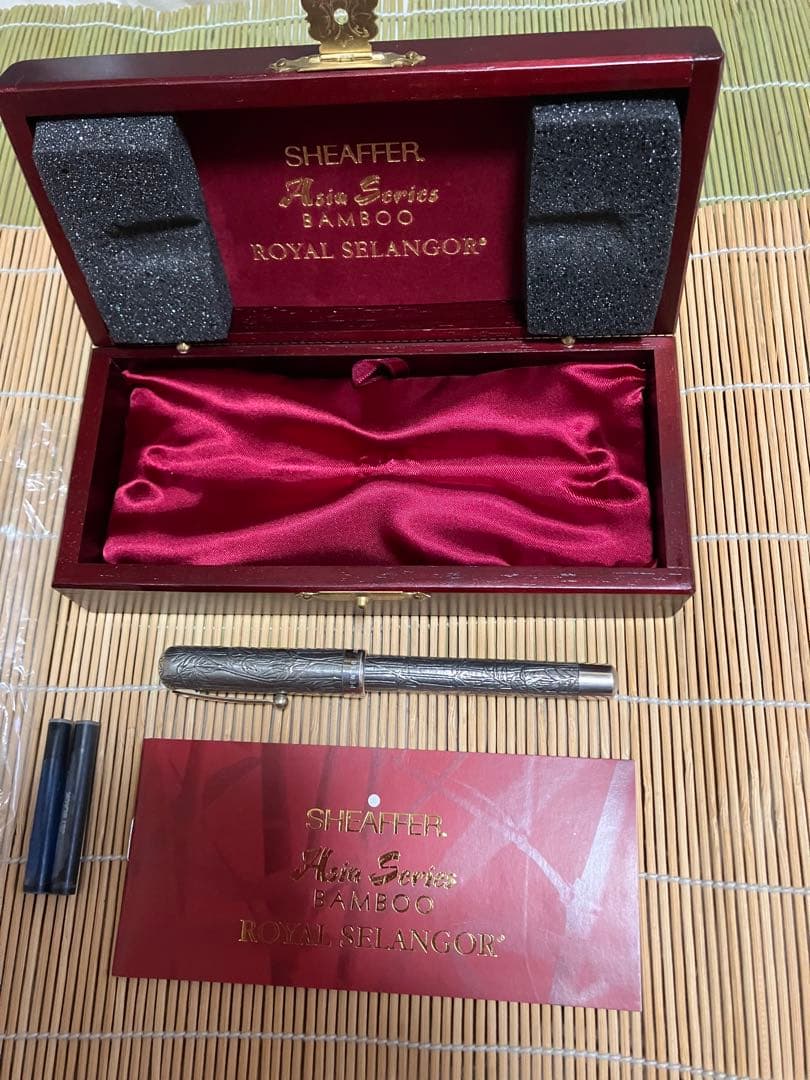 SHEAFFER.
Asia Series
BAMBOO
ROYAL SELANGOR®
SHEAFFER.
Asia Series
BAMBOO
ROYAL SELANGOR®